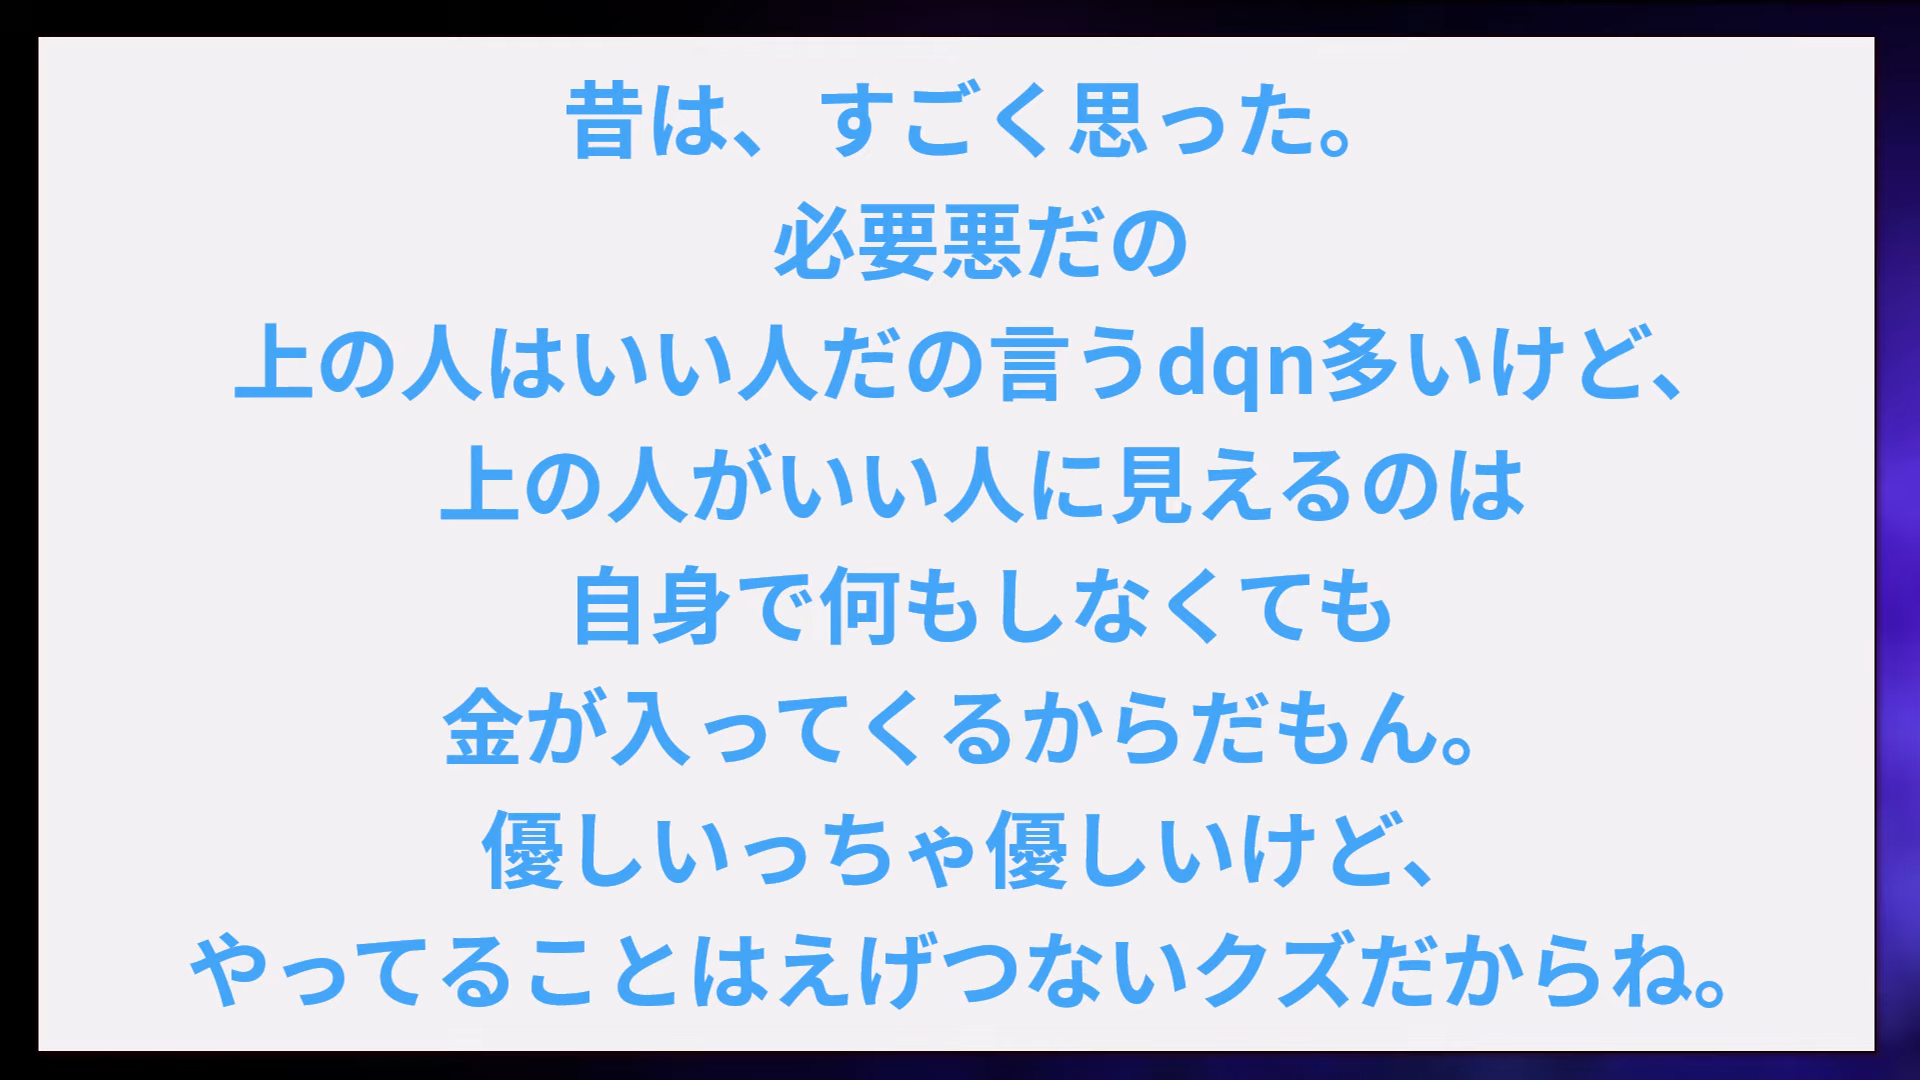 昔は、すごく思った。
必要悪だの
上の人はいい人だの言うdqn多いけど、
上の人がいい人に見えるのは
自身で何もしなくても
金が入ってくるからだもん。
優しいっちゃ優しいけど、
やってることはえげつないクズだからね。